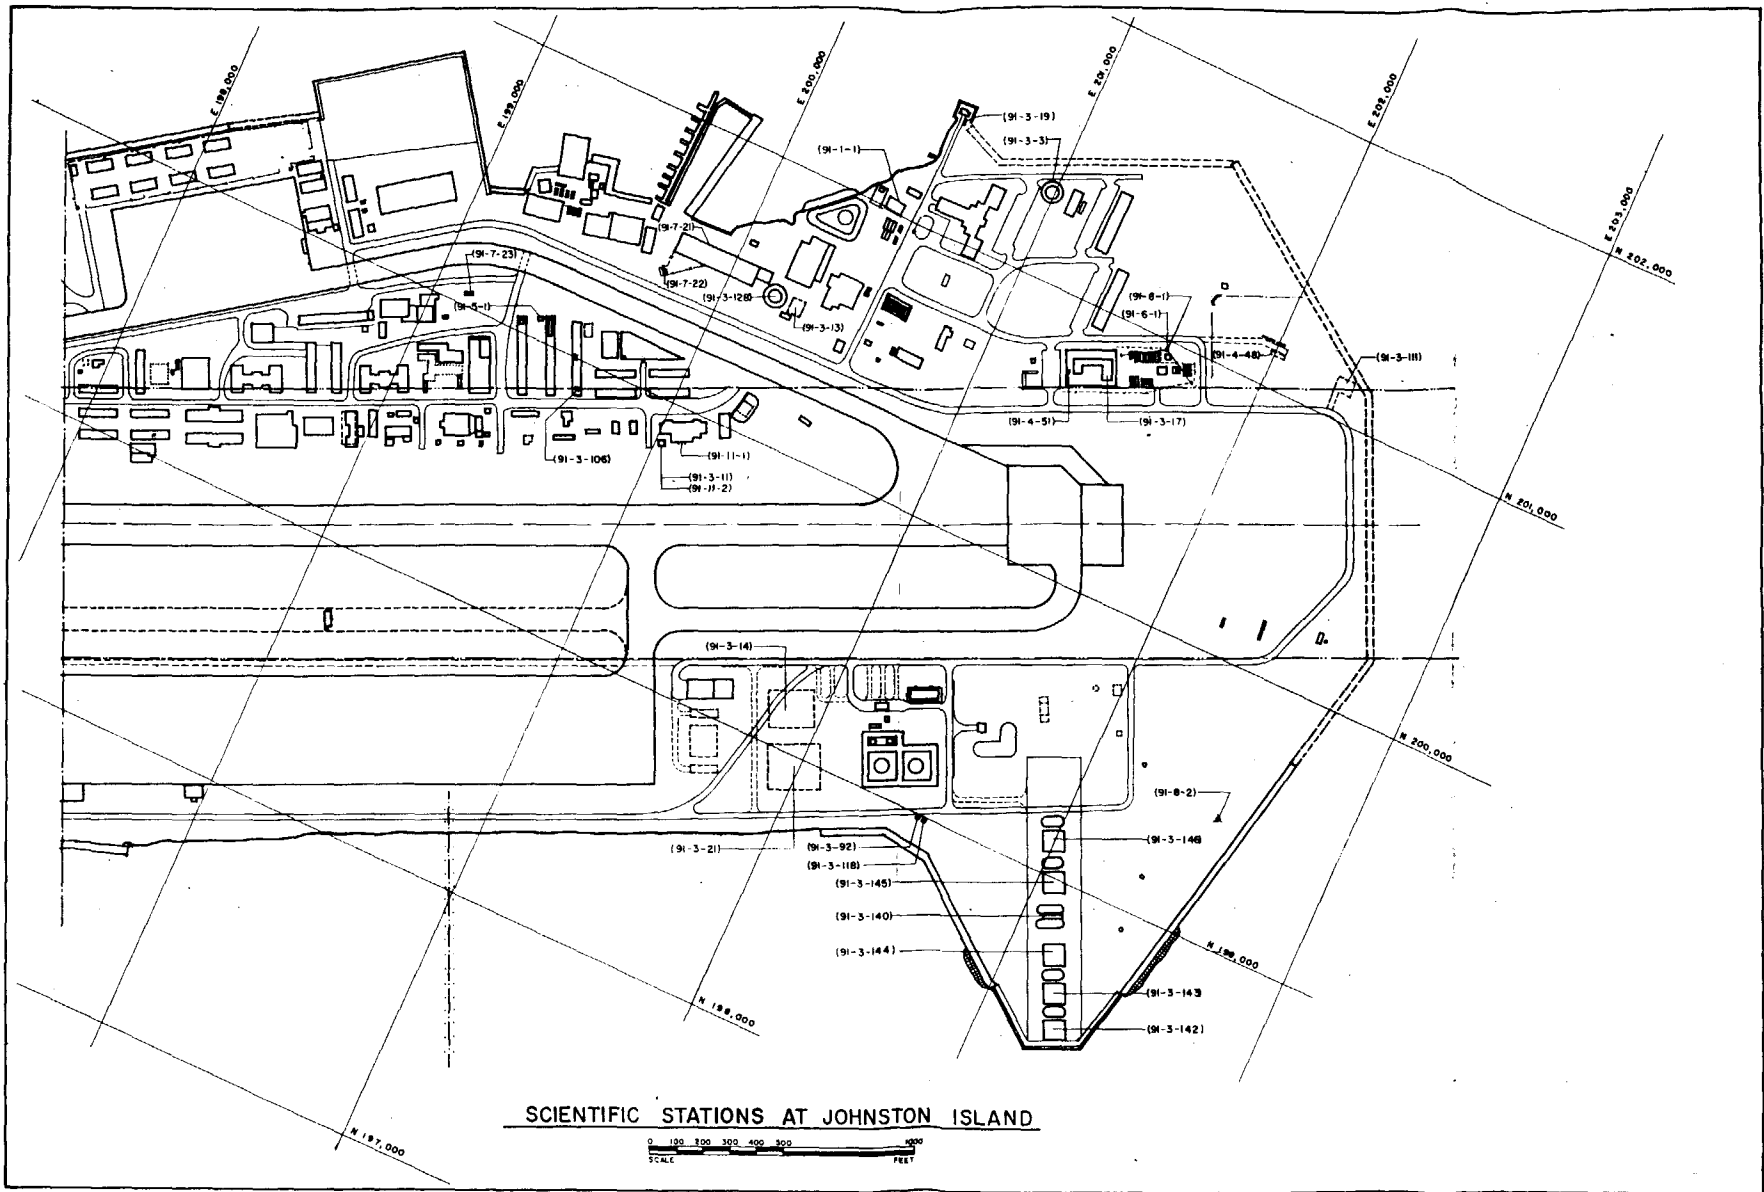 E 198,000
E 199,000
E 200,000
E 201,000
E 202,000
E 203,000
(91-3-19)
(91-3-3)
(91-1-1)
(91-7-21)
(91-7-23)
(91-7-22)
(91-3-128)
(91-5-1)
(91-3-13)
N 202,000
(91-8-1)
(91-6-1)
(91-4-48)
(91-3-111)
(91-4-51)
(91-3-17)
(91-3-106)
(91-11-1)
(91-3-11)
(91-11-2)
N 201,000
(91-3-14)
N 200,000
(91-8-2)
(91-3-21)
(91-3-92)
(91-3-118)
(91-3-146)
(91-3-145)
(91-3-140)
(91-3-144)
N 199,000
(91-3-143)
(91-3-142)
N 198,000
N 197,000
SCIENTIFIC STATIONS AT JOHNSTON ISLAND
0 100 200 300 400 500 1000
SCALE FEET